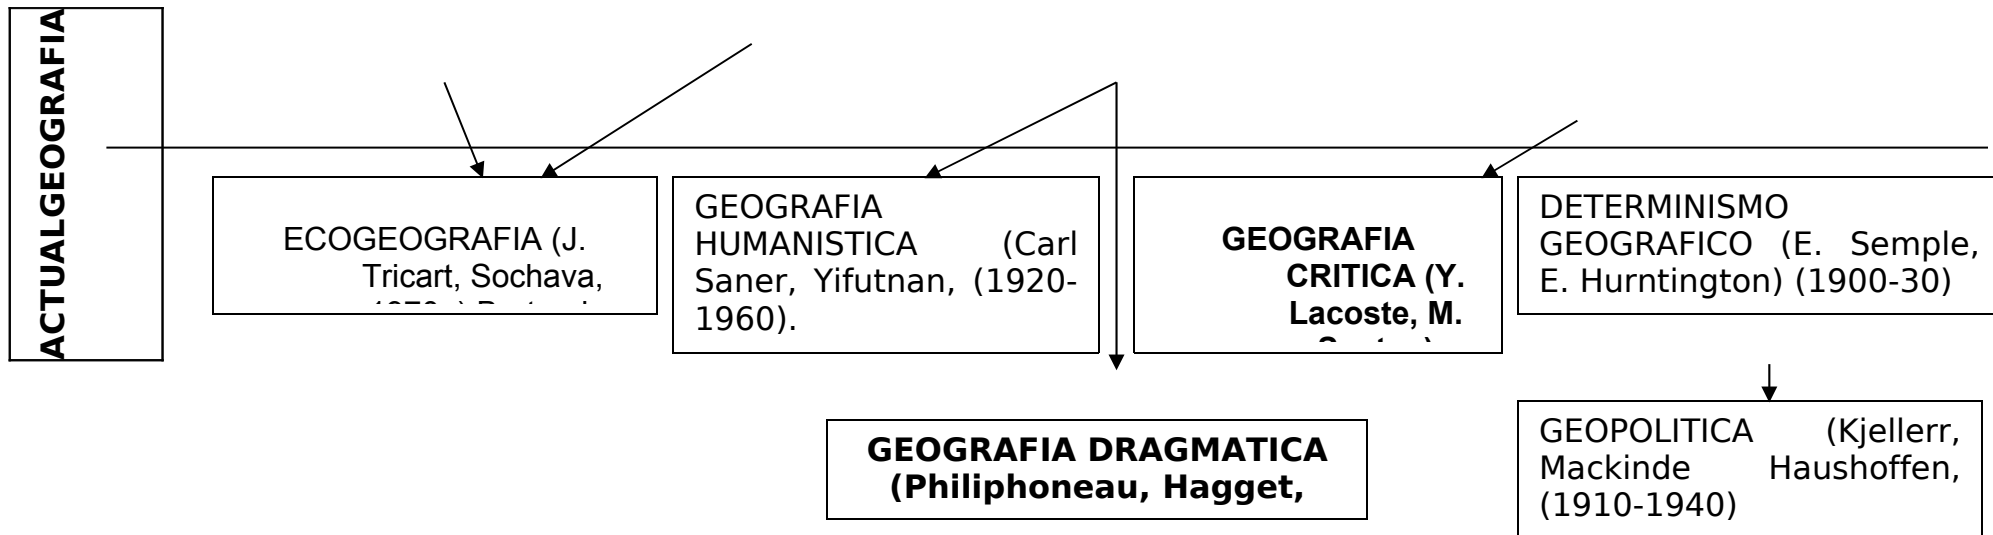 ACTUALGEOGRAFIA
ECOGEOGRAFIA (J.
Tricart, Sochava,
GEOGRAFIA
HUMANISTICA (Carl
Saner, Yifutnan, (1920-
1960).
GEOGRAFIA
CRITICA (Y.
Lacoste, M.
DETERMINISMO
GEOGRAFICO (E. Semple,
E. Hurntington) (1900-30)
GEOGRAFIA DRAGMATICA
(Philiphoneau, Hagget,
GEOPOLITICA (Kjellerr,
Mackinde Haushoffen,
(1910-1940)